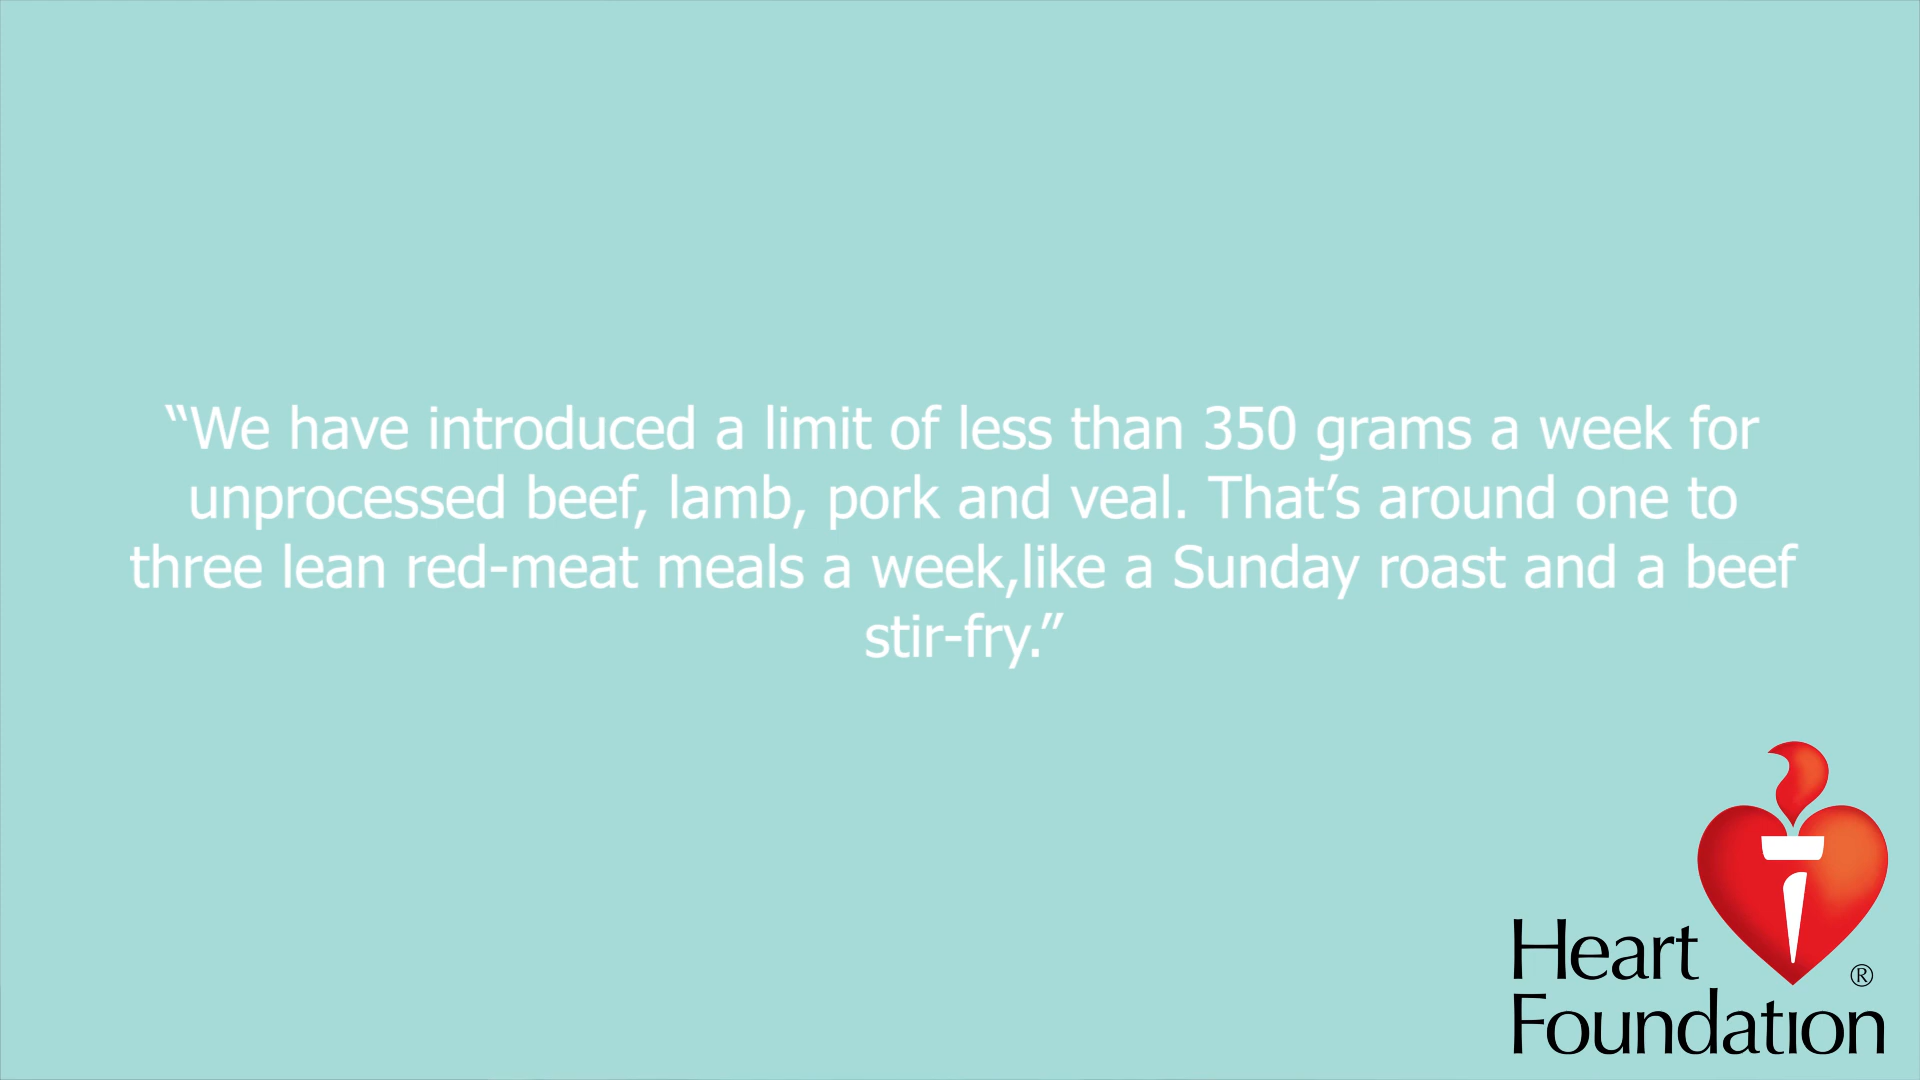 “We have introduced a limit of less than 350 grams a week for
unprocessed beef, lamb, pork and veal. That’s around one to
three lean red-meat meals a week,like a Sunday roast and a beef
stir-fry.”
Heart
Foundation
®